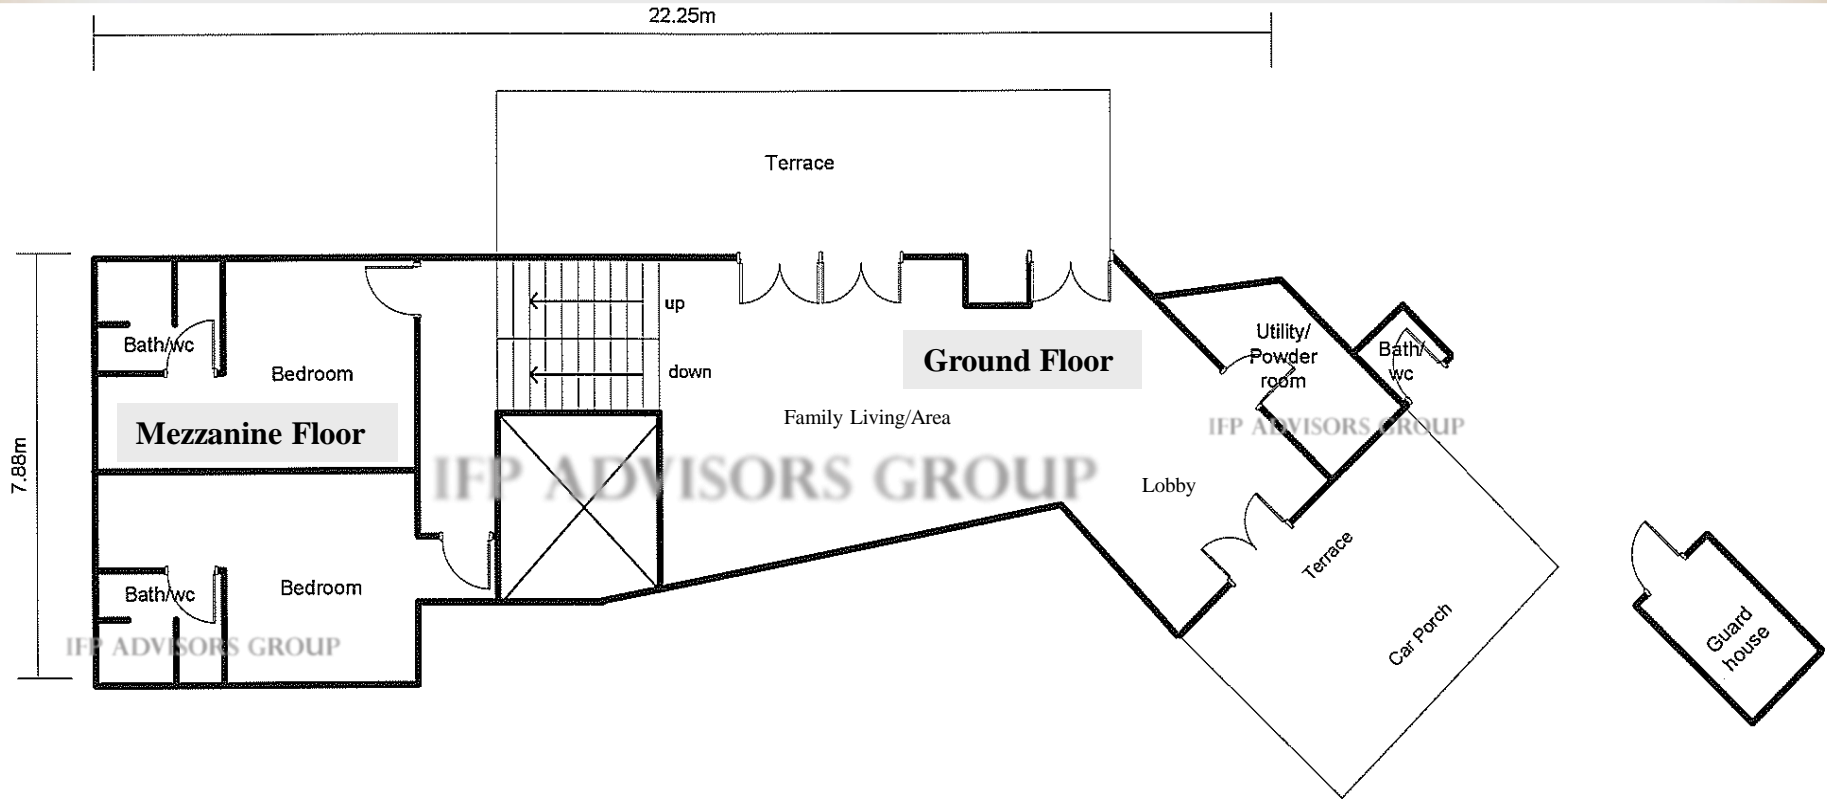 22.25m
Terrace
up
down
Ground Floor
Utility/
Powder
room
Bath/
wc
Bath/wc
Bedroom
Mezzanine Floor
Family Living/Area
IFP ADVISORS GROUP
IFP ADVISORS GROUP
Lobby
7.88m
Terrace
Car Porch
Guard
house
Bath/wc
Bedroom
IFP ADVISORS GROUP